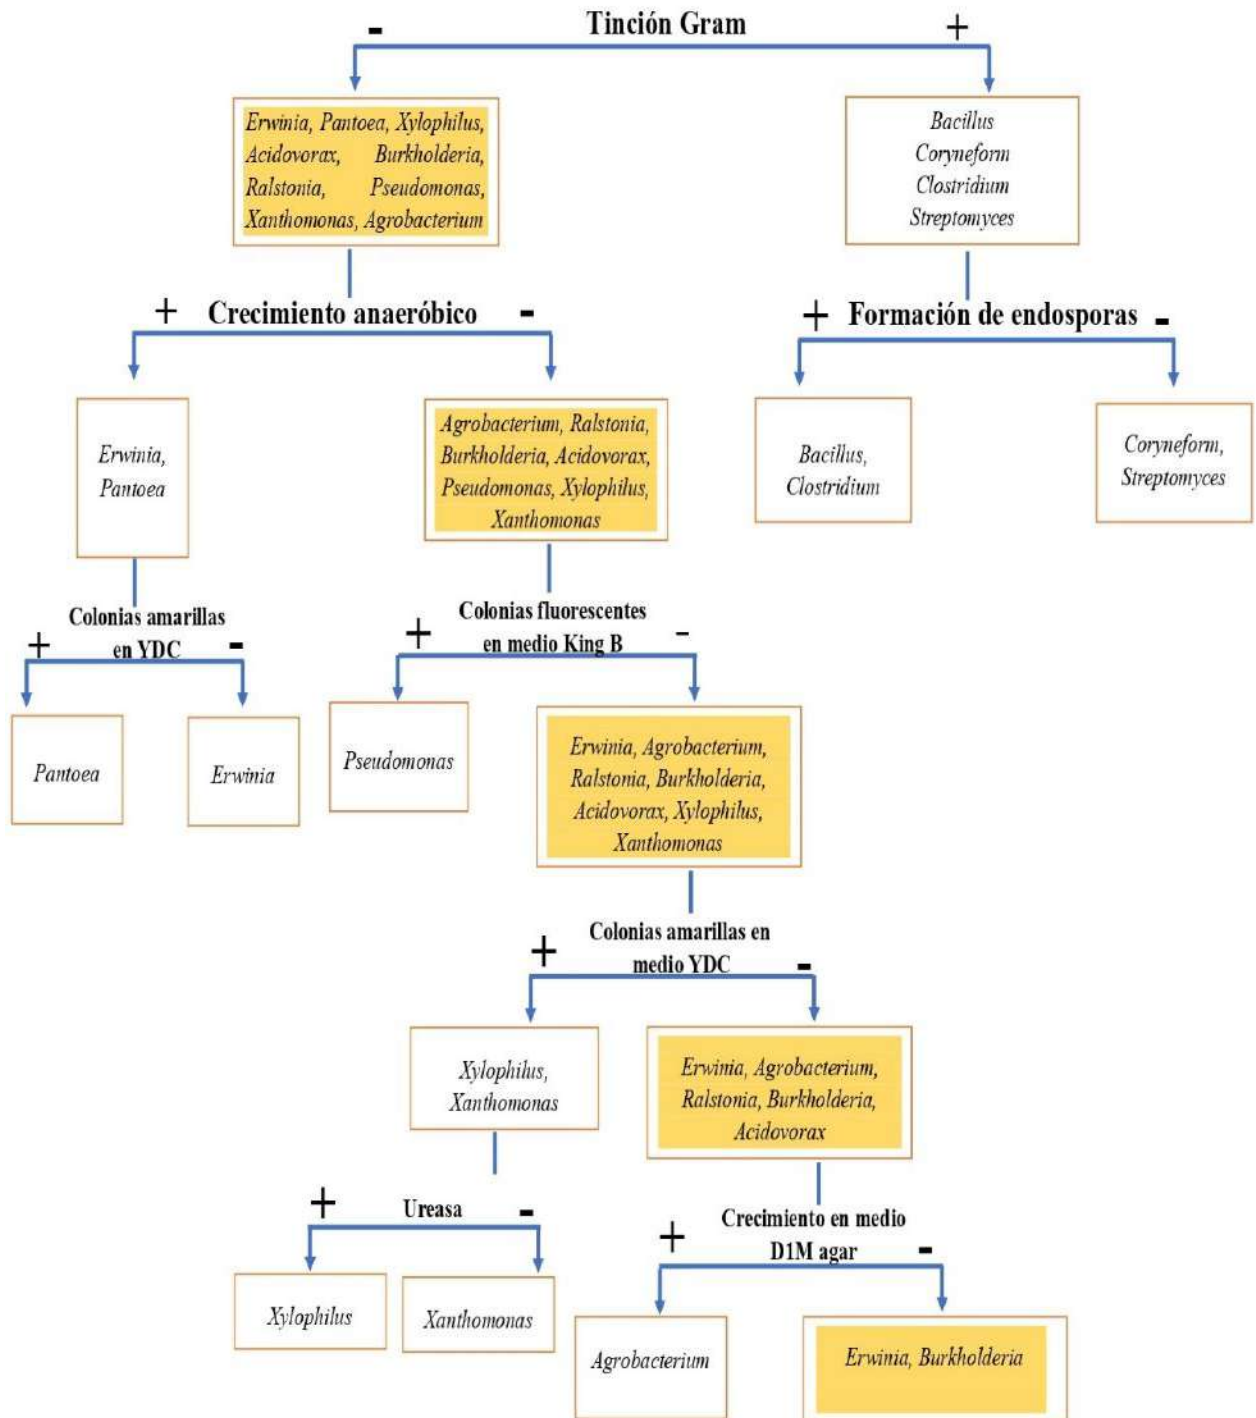 - Tinción Gram +
Erwinia, Pantoea, Xylophilus,
Acidovorax, Burkholderia,
Ralstonia, Pseudomonas,
Xanthomonas, Agrobacterium
Bacillus
Coryneform
Clostridium
Streptomyces
+ Crecimiento anaeróbico -
+ Formación de endosporas -
Erwinia,
Pantoea
Agrobacterium, Ralstonia,
Burkholderia, Acidovorax,
Pseudomonas, Xylophilus,
Xanthomonas
Bacillus,
Clostridium
Coryneform,
Streptomyces
Colonias amarillas
+ en YDC -
Colonias fluorescentes
+ en medio King B -
Pantoea
Erwinia
Pseudomonas
Erwinia, Agrobacterium,
Ralstonia, Burkholderia,
Acidovorax, Xylophilus,
Xanthomonas
Colonias amarillas en
+ medio YDC -
Xylophilus,
Xanthomonas
Erwinia, Agrobacterium,
Ralstonia, Burkholderia,
Acidovorax
+ Ureasa -
Crecimiento en medio
+ D1M agar -
Xylophilus
Xanthomonas
Agrobacterium
Erwinia, Burkholderia